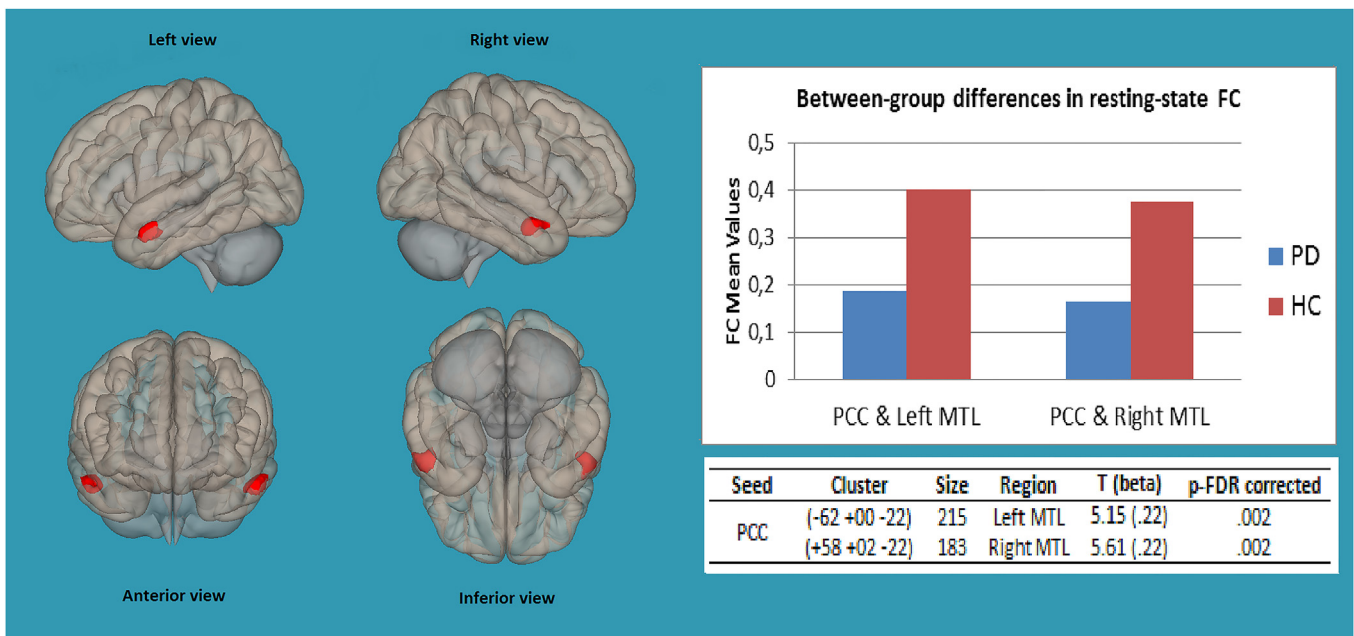 Left view
Right view
Anterior view
Inferior view
Between-group differences in resting-state FC
FC Mean Values
0,5
0,4
0,3
0,2
0,1
0
PCC & Left MTL
PCC & Right MTL
PD
HC
Seed Cluster Size Region T (beta) p-FDR corrected
PCC
(-62 +00 -22) 215 Left MTL 5.15 (.22) .002
(+58 +02 -22) 183 Right MTL 5.61 (.22) .002